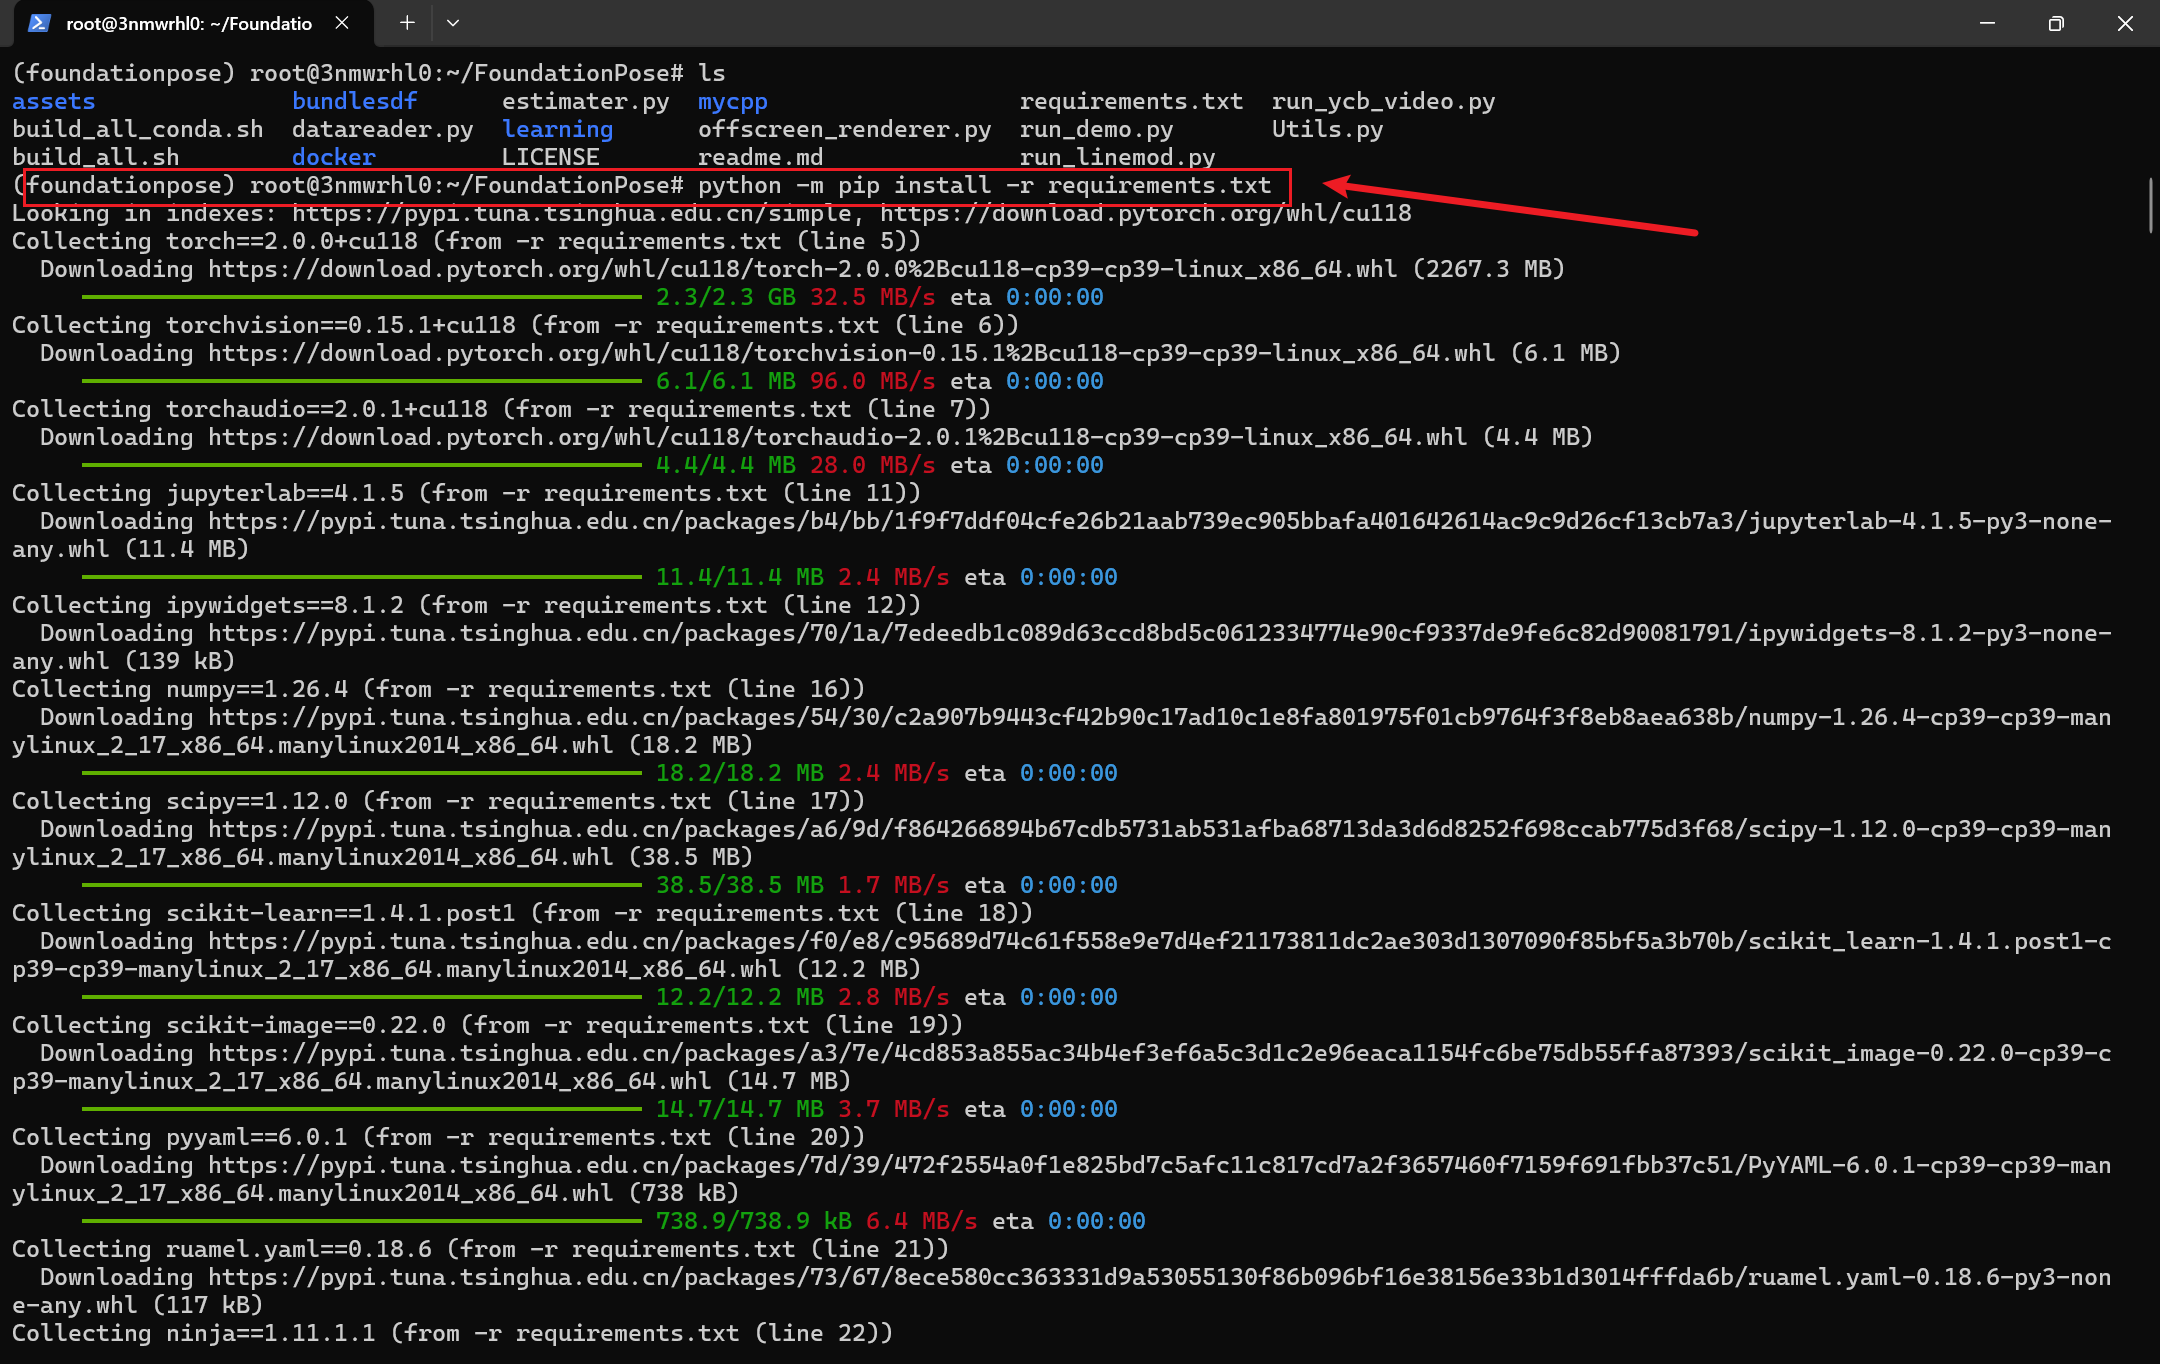 root@3nmwrhl0: ~/Foundatio
(foundationpose) root@3nmwrhl0:~/FoundationPose# ls
assets bundlesdf estimater.py mycpp requirements.txt run_ycb_video.py
build_all_conda.sh datareader.py learning offscreen_renderer.py run_demo.py Utils.py
build_all.sh docker LICENSE readme.md run_linemod.py
(foundationpose) root@3nmwrhl0:~/FoundationPose# python -m pip install -r requirements.txt
Looking in indexes: https://pypi.tuna.tsinghua.edu.cn/simple, https://download.pytorch.org/whl/cu118
Collecting torch==2.0.0+cu118 (from -r requirements.txt (line 5))
Downloading https://download.pytorch.org/whl/cu118/torch-2.0.0%2Bcu118-cp39-cp39-linux_x86_64.whl (2267.3 MB)
2.3/2.3 GB 32.5 MB/s eta 0:00:00
Collecting torchvision==0.15.1+cu118 (from -r requirements.txt (line 6))
Downloading https://download.pytorch.org/whl/cu118/torchvision-0.15.1%2Bcu118-cp39-cp39-linux_x86_64.whl (6.1 MB)
6.1/6.1 MB 96.0 MB/s eta 0:00:00
Collecting torchaudio==2.0.1+cu118 (from -r requirements.txt (line 7))
Downloading https://download.pytorch.org/whl/cu118/torchaudio-2.0.1%2Bcu118-cp39-cp39-linux_x86_64.whl (4.4 MB)
4.4/4.4 MB 28.0 MB/s eta 0:00:00
Collecting jupyterlab==4.1.5 (from -r requirements.txt (line 11))
Downloading https://pypi.tuna.tsinghua.edu.cn/packages/b4/bb/1f9f7ddf04cfe26b21aab739ec905bbafa401642614ac9c9d26cf13cb7a3/jupyterlab-4.1.5-py3-none-
any.whl (11.4 MB)
11.4/11.4 MB 2.4 MB/s eta 0:00:00
Collecting ipywidgets==8.1.2 (from -r requirements.txt (line 12))
Downloading https://pypi.tuna.tsinghua.edu.cn/packages/70/1a/7edeedb1c089d63ccd8bd5c0612334774e90cf9337de9fe6c82d90081791/ipywidgets-8.1.2-py3-none-
any.whl (139 kB)
Collecting numpy==1.26.4 (from -r requirements.txt (line 16))
Downloading https://pypi.tuna.tsinghua.edu.cn/packages/54/30/c2a907b9443cf42b90c17ad10c1e8fa801975f01cb9764f3f8eb8aea638b/numpy-1.26.4-cp39-cp39-man
ylinux_2_17_x86_64.manylinux2014_x86_64.whl (18.2 MB)
18.2/18.2 MB 2.4 MB/s eta 0:00:00
Collecting scipy==1.12.0 (from -r requirements.txt (line 17))
Downloading https://pypi.tuna.tsinghua.edu.cn/packages/a6/9d/f864266894b67cdb5731ab531afba68713da3d6d8252f698ccab775d3f68/scipy-1.12.0-cp39-cp39-man
ylinux_2_17_x86_64.manylinux2014_x86_64.whl (38.5 MB)
38.5/38.5 MB 1.7 MB/s eta 0:00:00
Collecting scikit-learn==1.4.1.post1 (from -r requirements.txt (line 18))
Downloading https://pypi.tuna.tsinghua.edu.cn/packages/f0/e8/c95689d74c61f558e9e7d4ef21173811dc2ae303d1307090f85bf5a3b70b/scikit_learn-1.4.1.post1-c
p39-cp39-manylinux_2_17_x86_64.manylinux2014_x86_64.whl (12.2 MB)
12.2/12.2 MB 2.8 MB/s eta 0:00:00
Collecting scikit-image==0.22.0 (from -r requirements.txt (line 19))
Downloading https://pypi.tuna.tsinghua.edu.cn/packages/a3/7e/4cd853a855ac34b4ef3ef6a5c3d1c2e96eaca1154fc6be75db55ffa87393/scikit_image-0.22.0-cp39-c
p39-manylinux_2_17_x86_64.manylinux2014_x86_64.whl (14.7 MB)
14.7/14.7 MB 3.7 MB/s eta 0:00:00
Collecting pyyaml==6.0.1 (from -r requirements.txt (line 20))
Downloading https://pypi.tuna.tsinghua.edu.cn/packages/7d/39/472f2554a0f1e825bd7c5afc11c817cd7a2f3657460f7159f691fbb37c51/PyYAML-6.0.1-cp39-cp39-man
ylinux_2_17_x86_64.manylinux2014_x86_64.whl (738 kB)
738.9/738.9 kB 6.4 MB/s eta 0:00:00
Collecting ruamel.yaml==0.18.6 (from -r requirements.txt (line 21))
Downloading https://pypi.tuna.tsinghua.edu.cn/packages/73/67/8ece580cc363331d9a53055130f86b096bf16e38156e33b1d3014fffda6b/ruamel.yaml-0.18.6-py3-non
e-any.whl (117 kB)
Collecting ninja==1.11.1.1 (from -r requirements.txt (line 22))